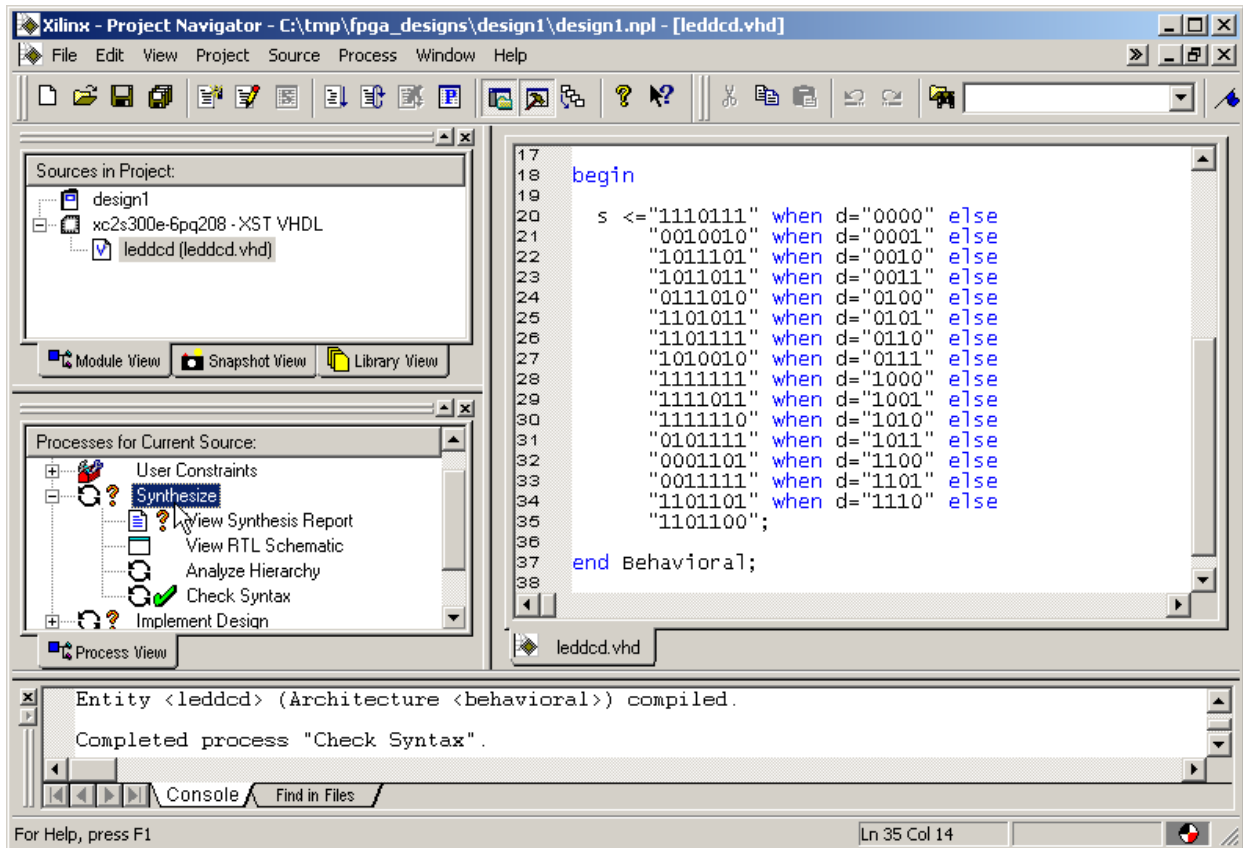 Xilinx - Project Navigator - C:\tmp\fpga_designs\design1\design1.npl - [leddcd.vhd]
File Edit View Project Source Process Window Help
Sources in Project:
design1
xc2s300e-6pq208 - XST VHDL
leddcd (leddcd.vhd)
Module View Snapshot View Library View
Processes for Current Source:
User Constraints
Synthesize
View Synthesis Report
View RTL Schematic
Analyze Hierarchy
Check Syntax
Implement Design
Process View
17
18 begin
19
20 s <="1110111" when d="0000" else
21 "0010010" when d="0001" else
22 "1011101" when d="0010" else
23 "1011011" when d="0011" else
24 "0111010" when d="0100" else
25 "1101011" when d="0101" else
26 "1101111" when d="0110" else
27 "1010010" when d="0111" else
28 "1111111" when d="1000" else
29 "1111011" when d="1001" else
30 "1111110" when d="1010" else
31 "0101111" when d="1011" else
32 "0001101" when d="1100" else
33 "0011111" when d="1101" else
34 "1101101" when d="1110" else
35 "1101100";
36
37 end Behavioral;
38
leddcd.vhd
Entity <leddcd> (Architecture <behavioral>) compiled.
Completed process "Check Syntax".
Console Find in Files
For Help, press F1 Ln 35 Col 14